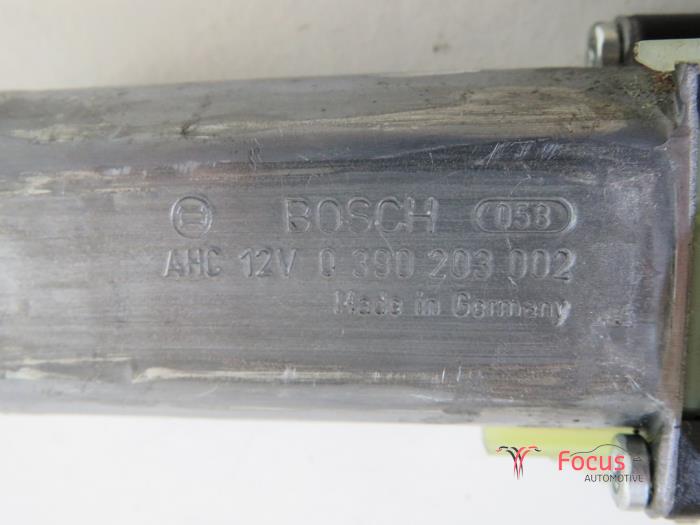 BOSCH 058
AHC 12V 0 390 203 002
Made in Germany
Focus
AUTOMOTIVE